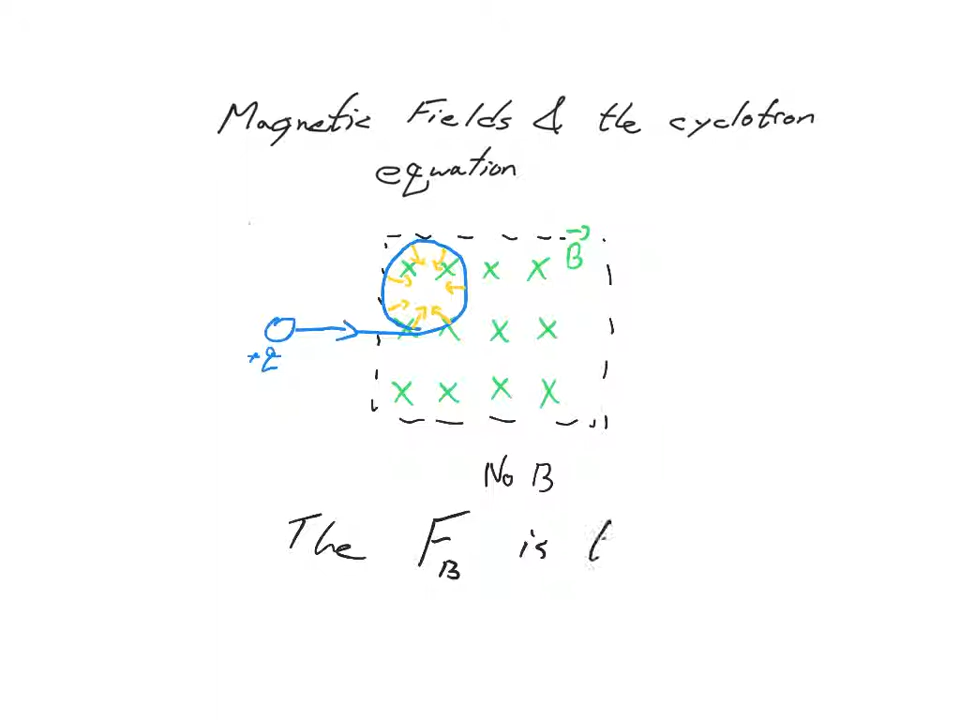 Magnetic Fields & the cyclotron
equation
B
x x x x
+q
x x x x
x x x x
No B
The F_B is